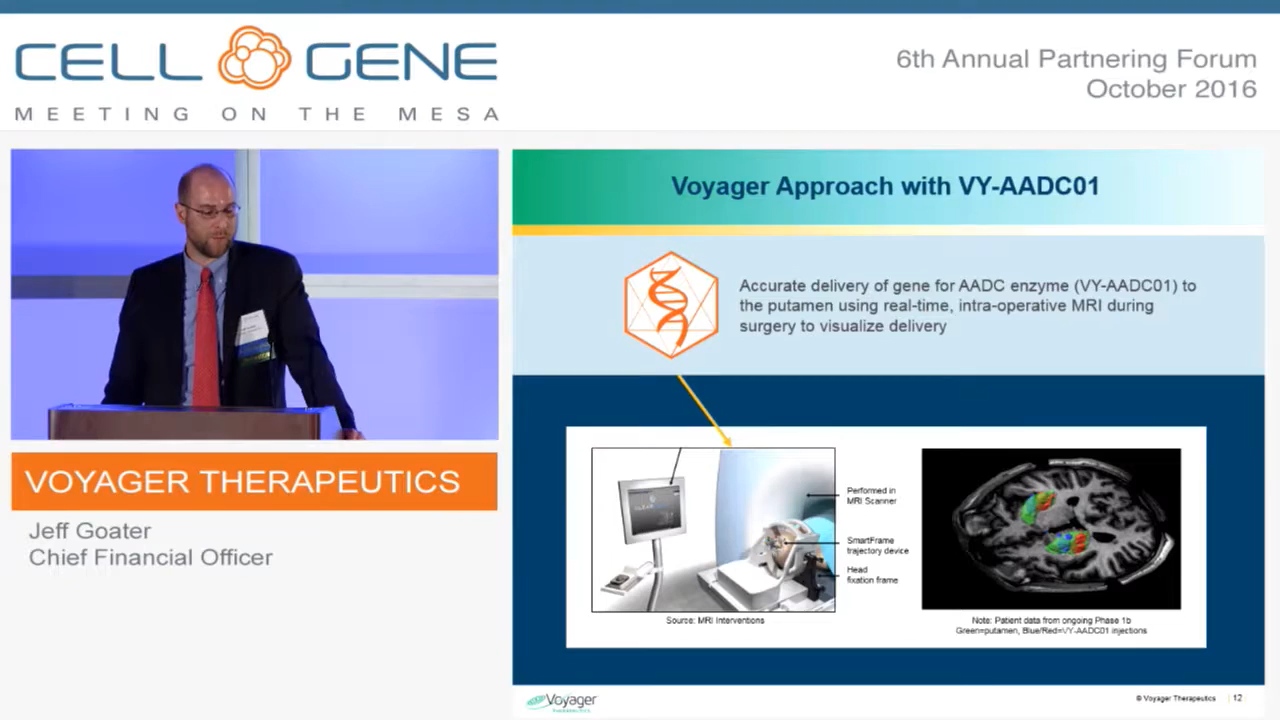 CELL GENE
MEETING ON THE MESA
6th Annual Partnering Forum
October 2016
VOYAGER THERAPEUTICS
Jeff Goater
Chief Financial Officer
Voyager Approach with VY-AADC01
Accurate delivery of gene for AADC enzyme (VY-AADC01) to
the putamen using real-time, intra-operative MRI during
surgery to visualize delivery
Performed in
MRI Scanner
SmartFrame
trajectory device
Head
fixation frame
Source: MRI Interventions
Note: Patient data from ongoing Phase 1b
Green=putamen, Blue/Red=VY-AADC01 injections
Voyager
© Voyager Therapeutics
12